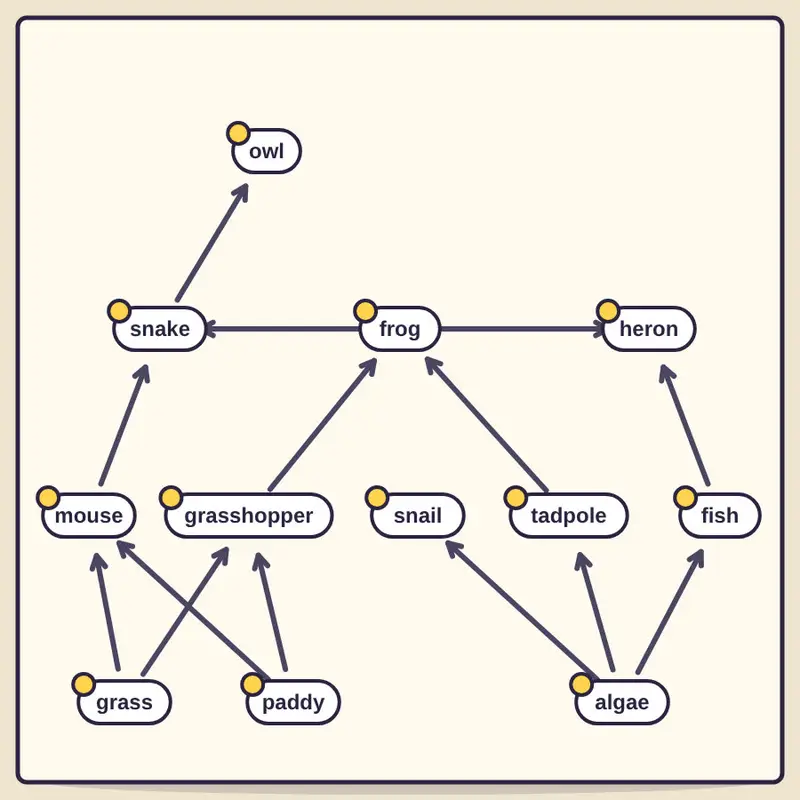 owl
snake
frog
heron
mouse
grasshopper
snail
tadpole
fish
grass
paddy
algae